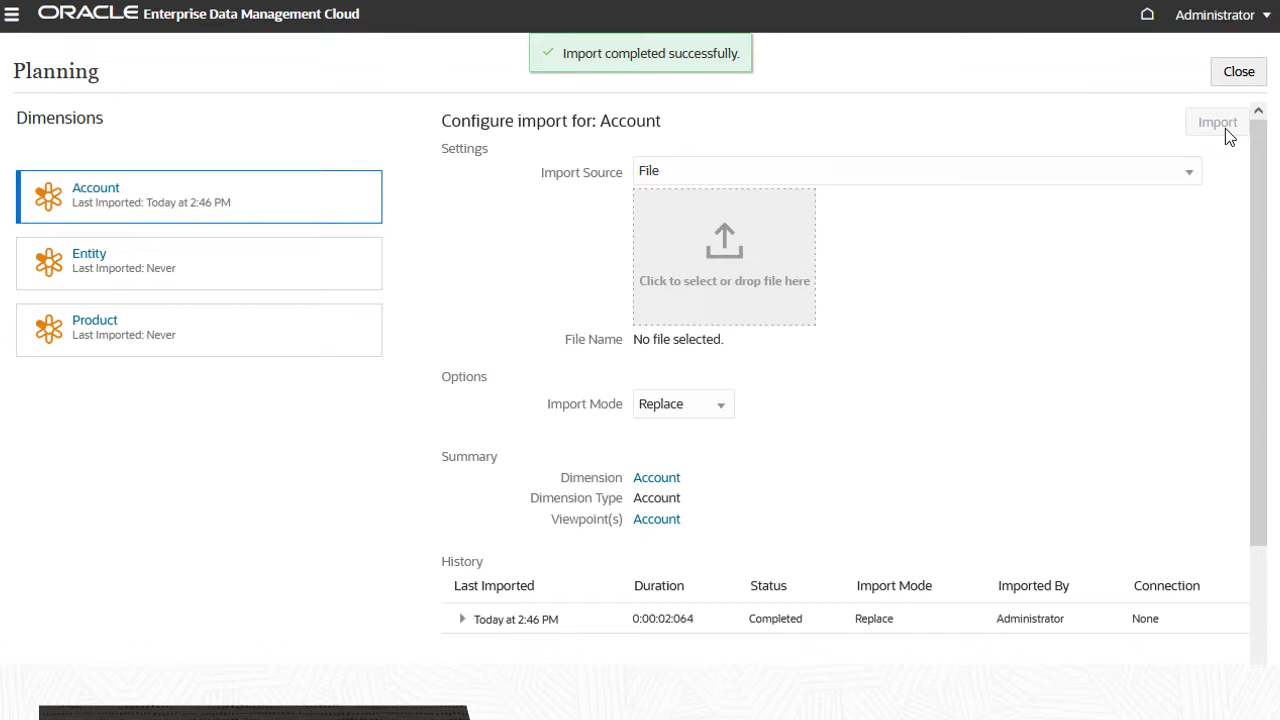 ORACLE Enterprise Data Management Cloud
Administrator
Import completed successfully.
Planning
Close
Dimensions
Account
Last Imported: Today at 2:46 PM
Entity
Last Imported: Never
Product
Last Imported: Never
Configure import for: Account
Import
Settings
Import Source File
Click to select or drop file here
File Name No file selected.
Options
Import Mode Replace
Summary
Dimension Account
Dimension Type Account
Viewpoint(s) Account
History
Last Imported Duration Status Import Mode Imported By Connection
Today at 2:46 PM 0:00:02:064 Completed Replace Administrator None